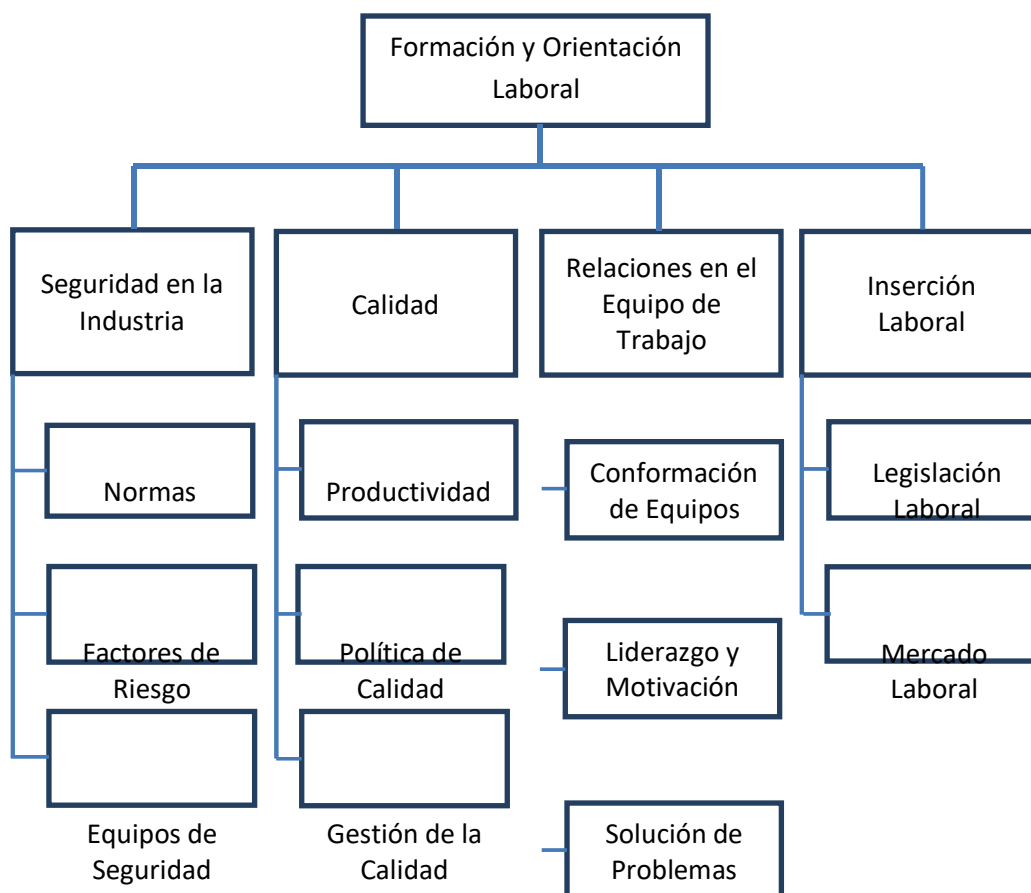 Formación y Orientación
Laboral
Seguridad en la
Industria
Calidad
Relaciones en el
Equipo de
Trabajo
Inserción
Laboral
Normas
Productividad
Conformación
de Equipos
Legislación
Laboral
Factores de
Riesgo
Política de
Calidad
Liderazgo y
Motivación
Mercado
Laboral
Equipos de
Seguridad
Gestión de la
Calidad
Solución de
Problemas